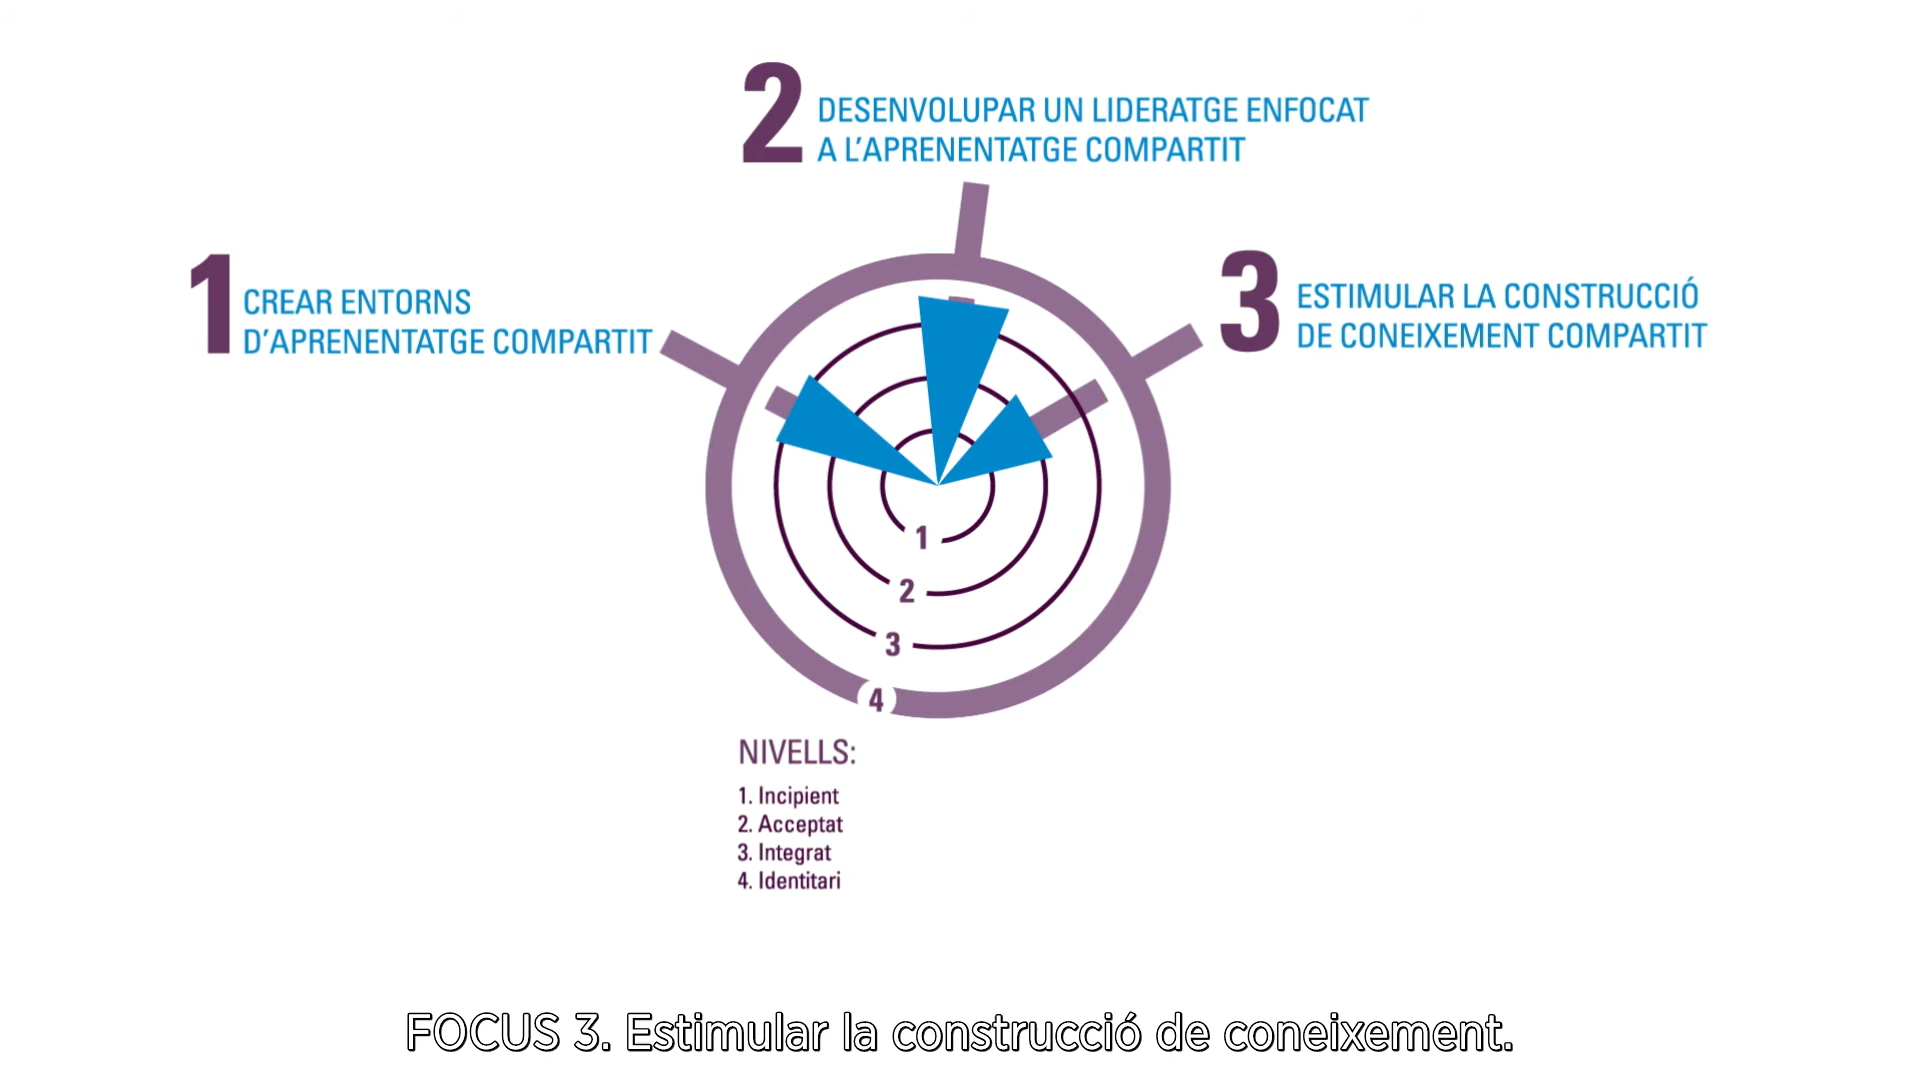 2 DESENVOLUPAR UN LIDERATGE ENFOCAT
A L'APRENENTATGE COMPARTIT
1 CREAR ENTORNS
D'APRENENTATGE COMPARTIT
3 ESTIMULAR LA CONSTRUCCIÓ
DE CONEIXEMENT COMPARTIT
1
2
3
4
NIVELLS:
1. Incipient
2. Acceptat
3. Integrat
4. Identitari
FOCUS 3. Estimular la construcció de coneixement.